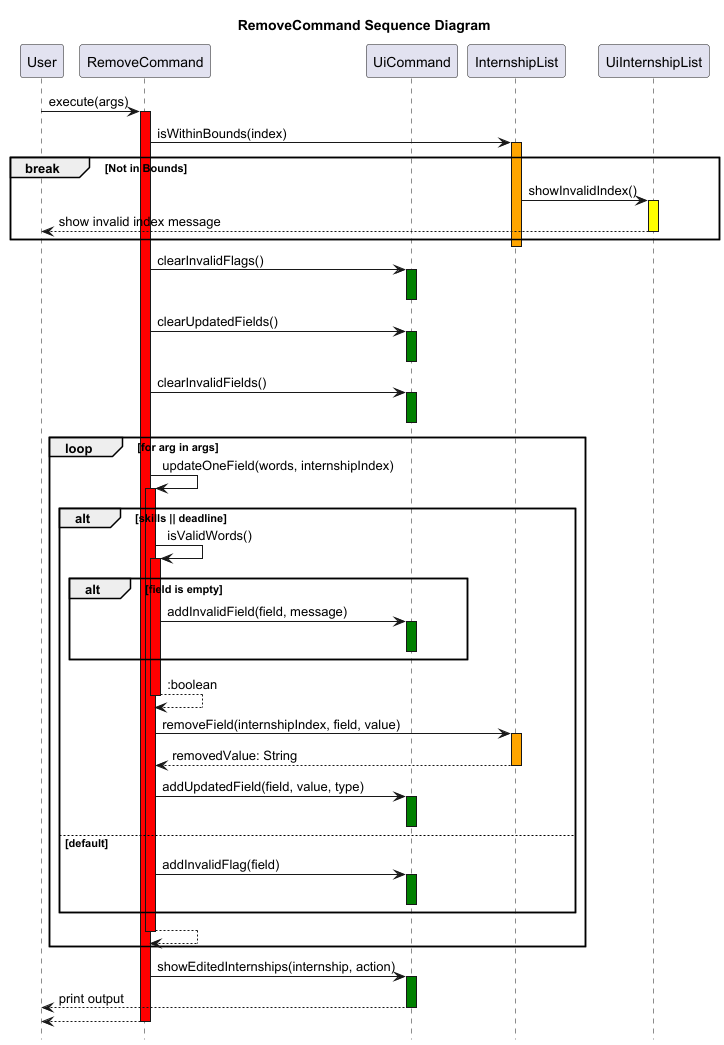 RemoveCommand Sequence Diagram
User
RemoveCommand
UiCommand
InternshipList
UiInternshipList
execute(args)
isWithinBounds(index)
break
[Not in Bounds]
showInvalidIndex()
show invalid index message
clearInvalidFlags()
clearUpdatedFields()
clearInvalidFields()
loop
[for arg in args]
updateOneField(words, internshipIndex)
alt
[skills || deadline]
isValidWords()
alt
[field is empty]
addInvalidField(field, message)
:boolean
removeField(internshipIndex, field, value)
removedValue: String
addUpdatedField(field, value, type)
[default]
addInvalidFlag(field)
showEditedInternships(internship, action)
print output